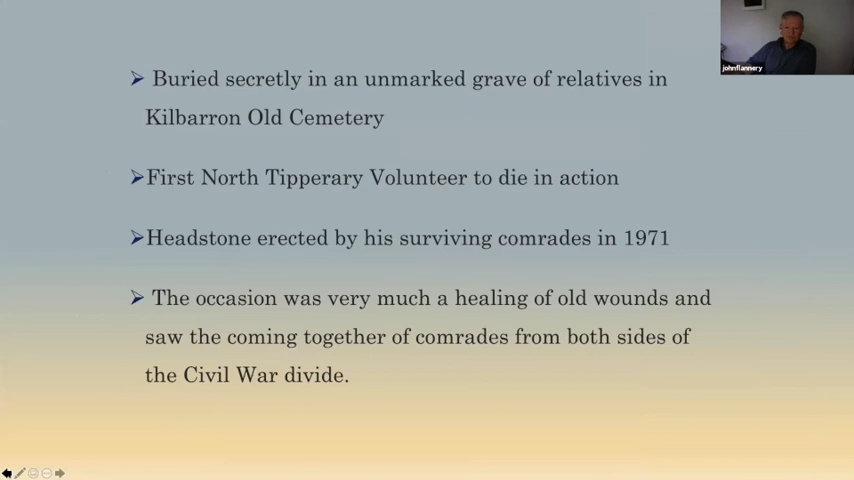 ➢ Buried secretly in an unmarked grave of relatives in
Kilbarron Old Cemetery
➢First North Tipperary Volunteer to die in action
➢Headstone erected by his surviving comrades in 1971
➢ The occasion was very much a healing of old wounds and
saw the coming together of comrades from both sides of
the Civil War divide.
johnflannery